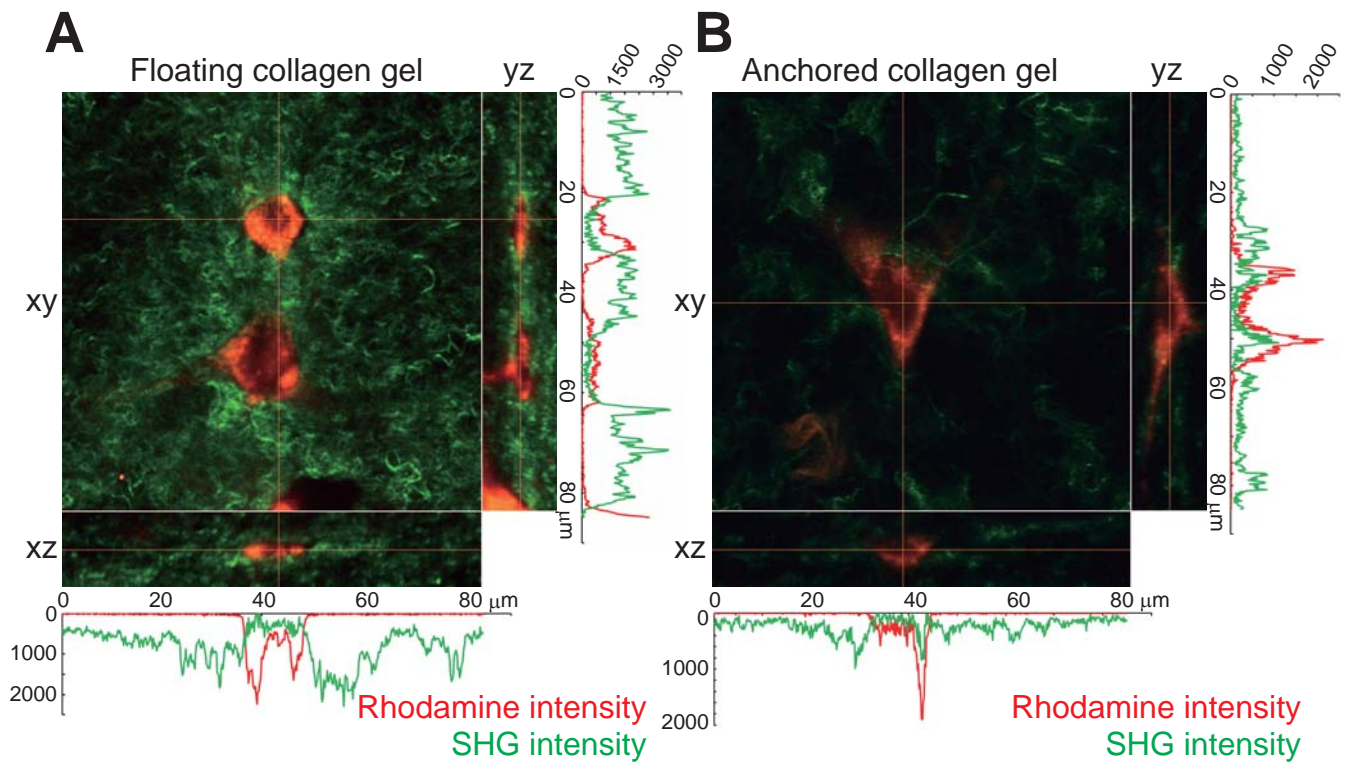 A
B
Floating collagen gel
yz
0 1500 3000
Anchored collagen gel
yz
0 1000 2000
xy
0 20 40 60 80 μm
xy
0 20 40 60 80 μm
xz
xz
0 20 40 60 80 μm
0 20 40 60 80 μm
0
1000
2000
0
1000
2000
Rhodamine intensity
SHG intensity
Rhodamine intensity
SHG intensity